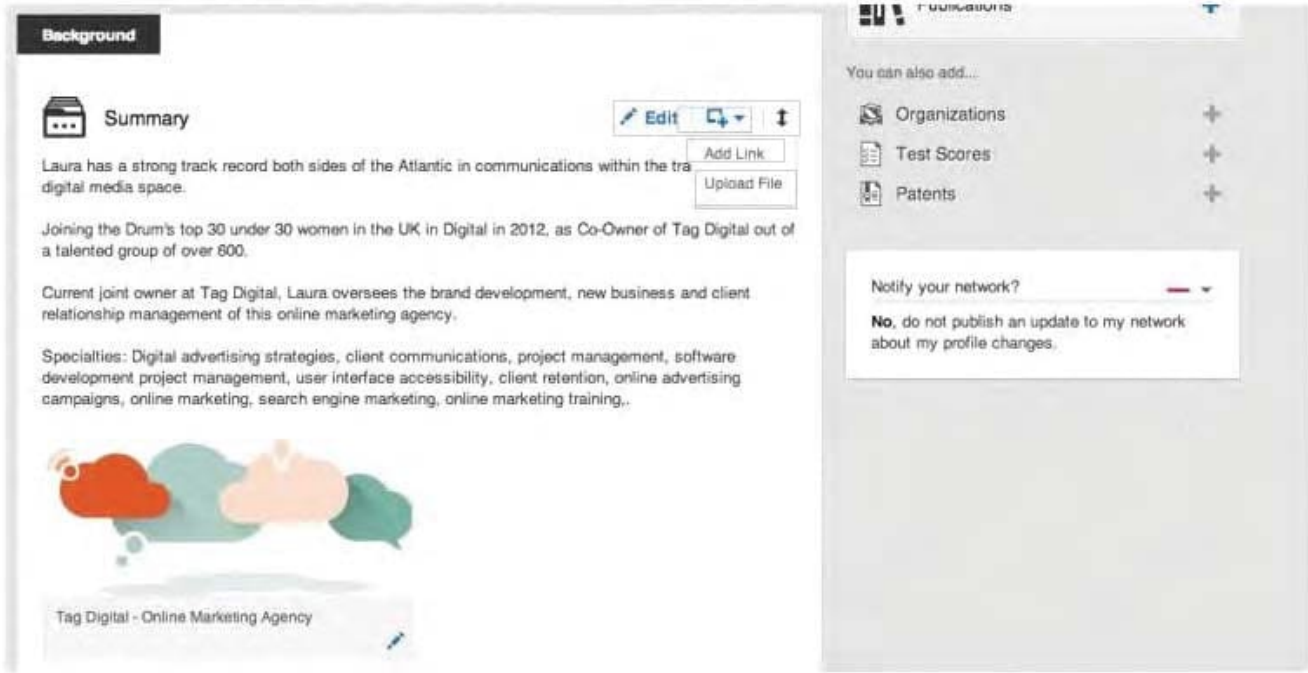 Background
Summary
Edit
Add Link
Upload File
Laura has a strong track record both sides of the Atlantic in communications within the tra
digital media space.
Joining the Drum's top 30 under 30 women in the UK in Digital in 2012, as Co-Owner of Tag Digital out of
a talented group of over 600.
Current joint owner at Tag Digital, Laura oversees the brand development, new business and client
relationship management of this online marketing agency.
Specialties: Digital advertising strategies, client communications, project management, software
development project management, user interface accessibility, client retention, online advertising
campaigns, online marketing, search engine marketing, online marketing training,.
Tag Digital - Online Marketing Agency
Publications
You can also add...
Organizations
Test Scores
Patents
Notify your network?
No, do not publish an update to my network
about my profile changes.